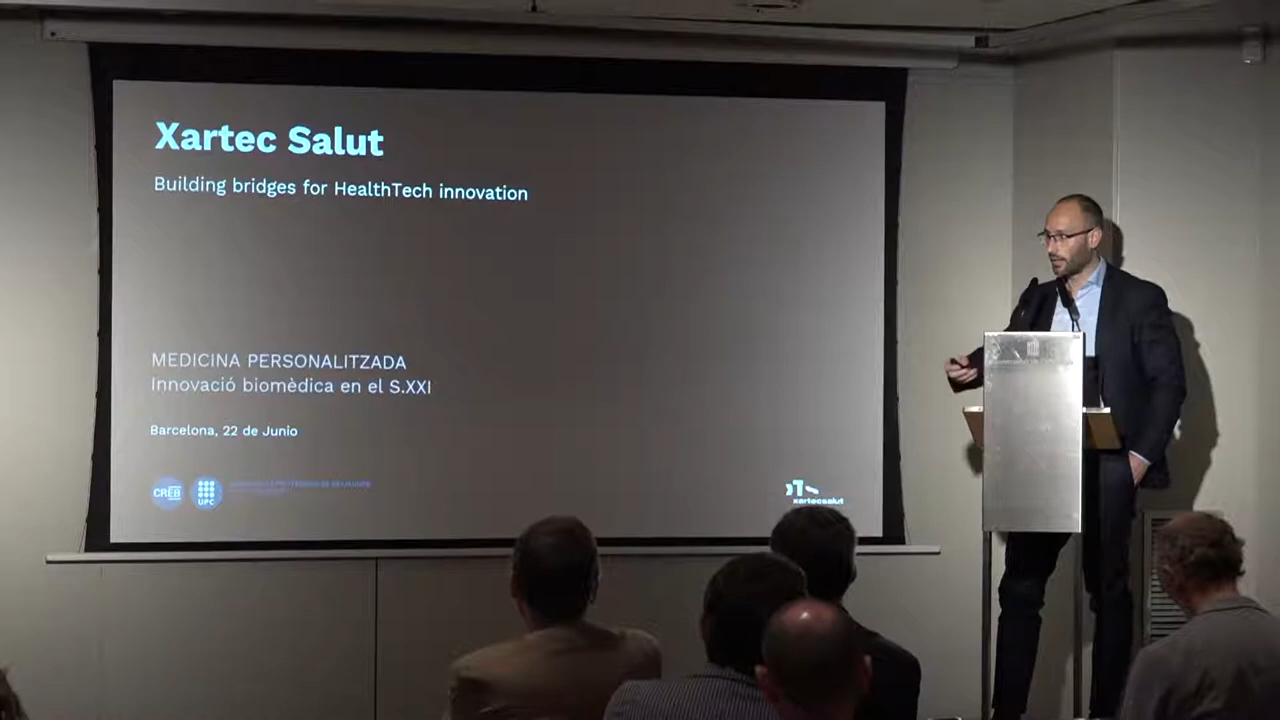 Xartec Salut
Building bridges for HealthTech innovation
MEDICINA PERSONALITZADA
Innovació biomèdica en el S.XXI
Barcelona, 22 de Junio
CREB
UPC
xartecsalut